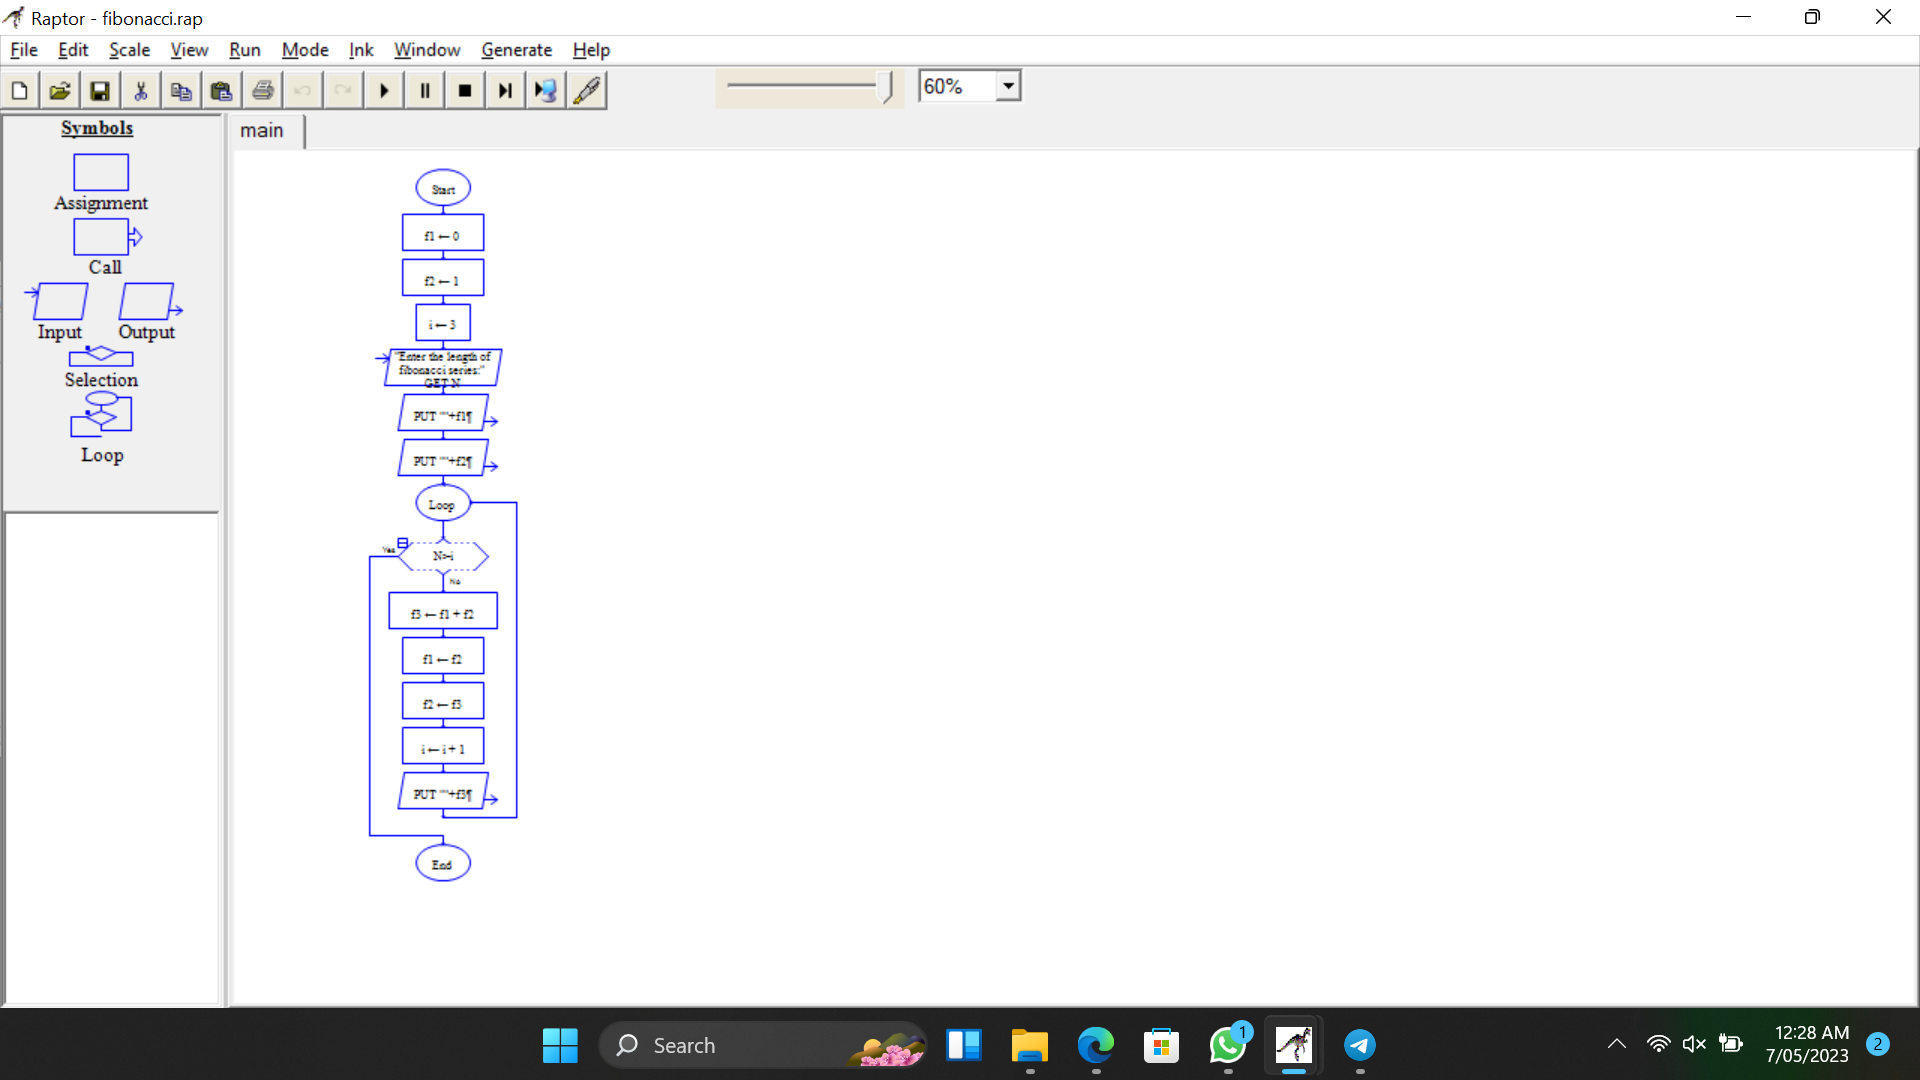 Raptor - fibonacci.rap
File Edit Scale View Run Mode Ink Window Generate Help
60%
Symbols
Assignment
Call
Input Output
Selection
Loop
main
Start
f1 ← 0
f2 ← 1
i ← 3
"Enter the length of
fibonacci series:"
GET N
PUT ""+f1¶
PUT ""+f2¶
Loop
Yes
N>i
No
f3 ← f1 + f2
f1 ← f2
f2 ← f3
i ← i + 1
PUT ""+f3¶
End
Search
1
12:28 AM
7/05/2023
2